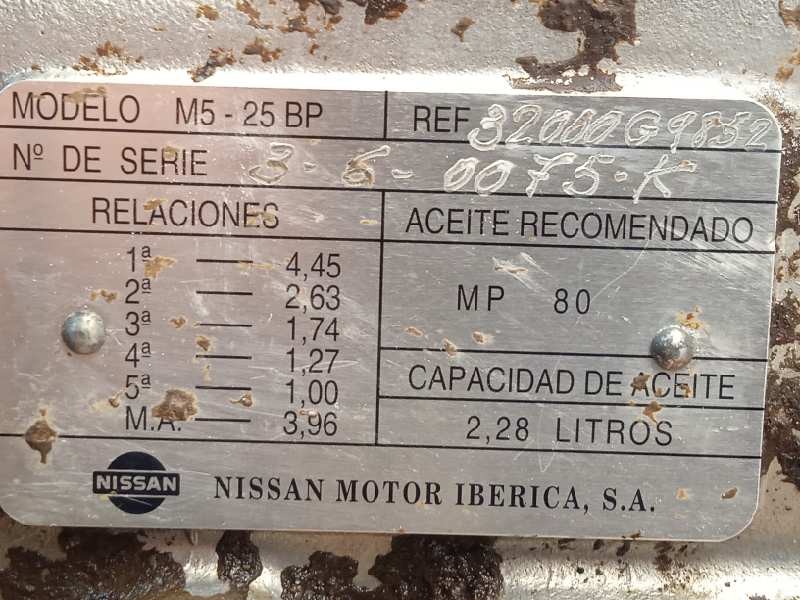 MODELO M5 - 25 BP REF 32000G9852
Nº DE SERIE 3-6-0075-K
RELACIONES
1ª — 4,45
2ª — 2,63
3ª — 1,74
4ª — 1,27
5ª — 1,00
M.A. — 3,96
ACEITE RECOMENDADO
MP 80
CAPACIDAD DE ACEITE
2,28 LITROS
NISSAN NISSAN MOTOR IBERICA, S.A.